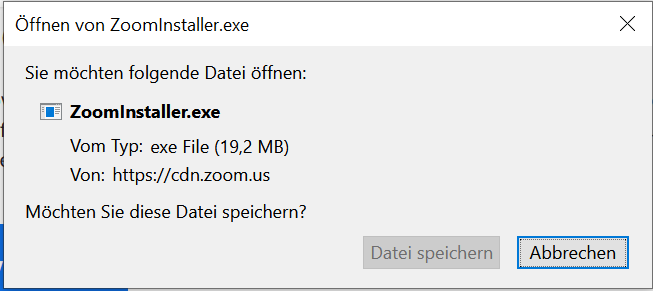 Öffnen von ZoomInstaller.exe
Sie möchten folgende Datei öffnen:
ZoomInstaller.exe
Vom Typ: exe File (19,2 MB)
Von: https://cdn.zoom.us
Möchten Sie diese Datei speichern?
Datei speichern Abbrechen